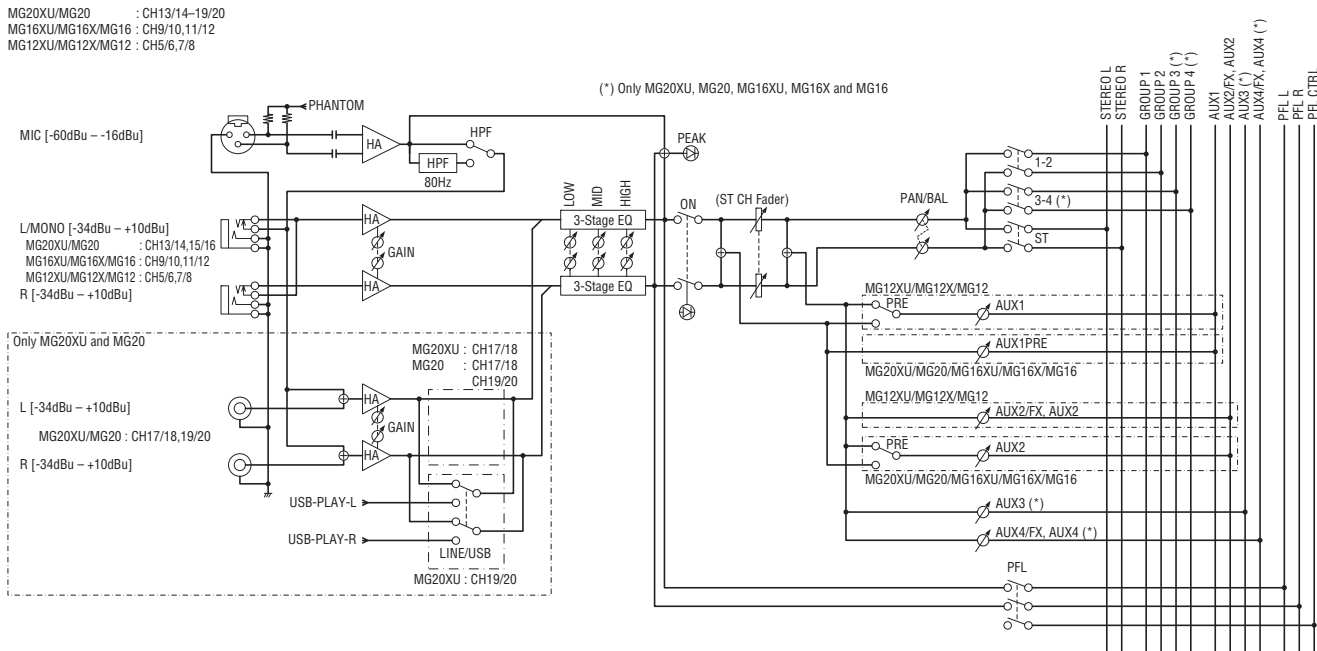 MG20XU/MG20 : CH13/14–19/20
MG16XU/MG16X/MG16 : CH9/10,11/12
MG12XU/MG12X/MG12 : CH5/6,7/8
(*) Only MG20XU, MG20, MG16XU, MG16X and MG16
STEREO L
STEREO R
GROUP 1
GROUP 2
GROUP 3 (*)
GROUP 4 (*)
AUX1
AUX2/FX, AUX2
AUX3 (*)
AUX4/FX, AUX4 (*)
PFL L
PFL R
PFL CTRL
PHANTOM
MIC [-60dBu – -16dBu]
HA
HPF
HPF
80Hz
PEAK
1-2
3-4 (*)
ST
LOW
MID
HIGH
ON
(ST CH Fader)
PAN/BAL
L/MONO [-34dBu – +10dBu]
MG20XU/MG20 : CH13/14,15/16
MG16XU/MG16X/MG16 : CH9/10,11/12
MG12XU/MG12X/MG12 : CH5/6,7/8
R [-34dBu – +10dBu]
HA
GAIN
HA
3-Stage EQ
3-Stage EQ
MG12XU/MG12X/MG12
PRE
AUX1
AUX1PRE
MG20XU/MG20/MG16XU/MG16X/MG16
Only MG20XU and MG20
MG20XU : CH17/18
MG20 : CH17/18
CH19/20
L [-34dBu – +10dBu]
MG20XU/MG20 : CH17/18,19/20
R [-34dBu – +10dBu]
HA
GAIN
HA
MG12XU/MG12X/MG12
AUX2/FX, AUX2
PRE
AUX2
MG20XU/MG20/MG16XU/MG16X/MG16
USB-PLAY-L
USB-PLAY-R
LINE/USB
MG20XU : CH19/20
AUX3 (*)
AUX4/FX, AUX4 (*)
PFL